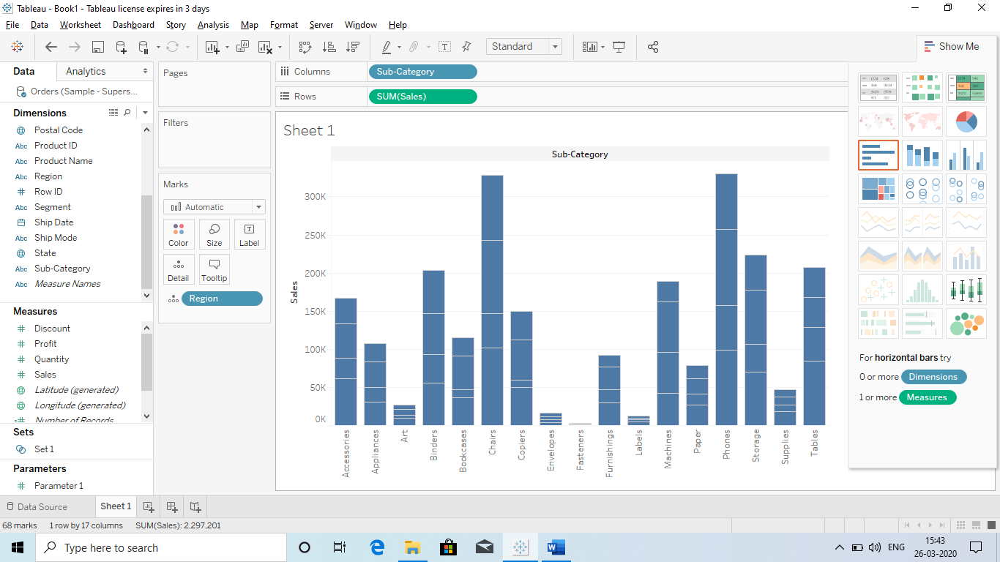 Tableau - Book1 - Tableau license expires in 3 days
File Data Worksheet Dashboard Story Analysis Map Format Server Window Help
Standard
Show Me
Data Analytics
Orders (Sample - Supers...
Dimensions
Postal Code
Abc Product ID
Abc Product Name
Abc Region
Row ID
Abc Segment
Ship Date
Abc Ship Mode
State
Abc Sub-Category
Abc Measure Names
Measures
Discount
Profit
Quantity
Sales
Latitude (generated)
Longitude (generated)
Number of Records
Sets
Set 1
Parameters
Parameter 1
Pages
Filters
Marks
Automatic
Color Size Label
Detail Tooltip
Region
Columns Sub-Category
Rows SUM(Sales)
Sheet 1
Sub-Category
Sales
300K
250K
200K
150K
100K
50K
0K
Accessories
Appliances
Art
Binders
Bookcases
Chairs
Copiers
Envelopes
Fasteners
Furnishings
Labels
Machines
Paper
Phones
Storage
Supplies
Tables
For horizontal bars try
0 or more Dimensions
1 or more Measures
Data Source Sheet 1
68 marks 1 row by 17 columns SUM(Sales): 2,297,201
Type here to search
ENG
15:43
26-03-2020